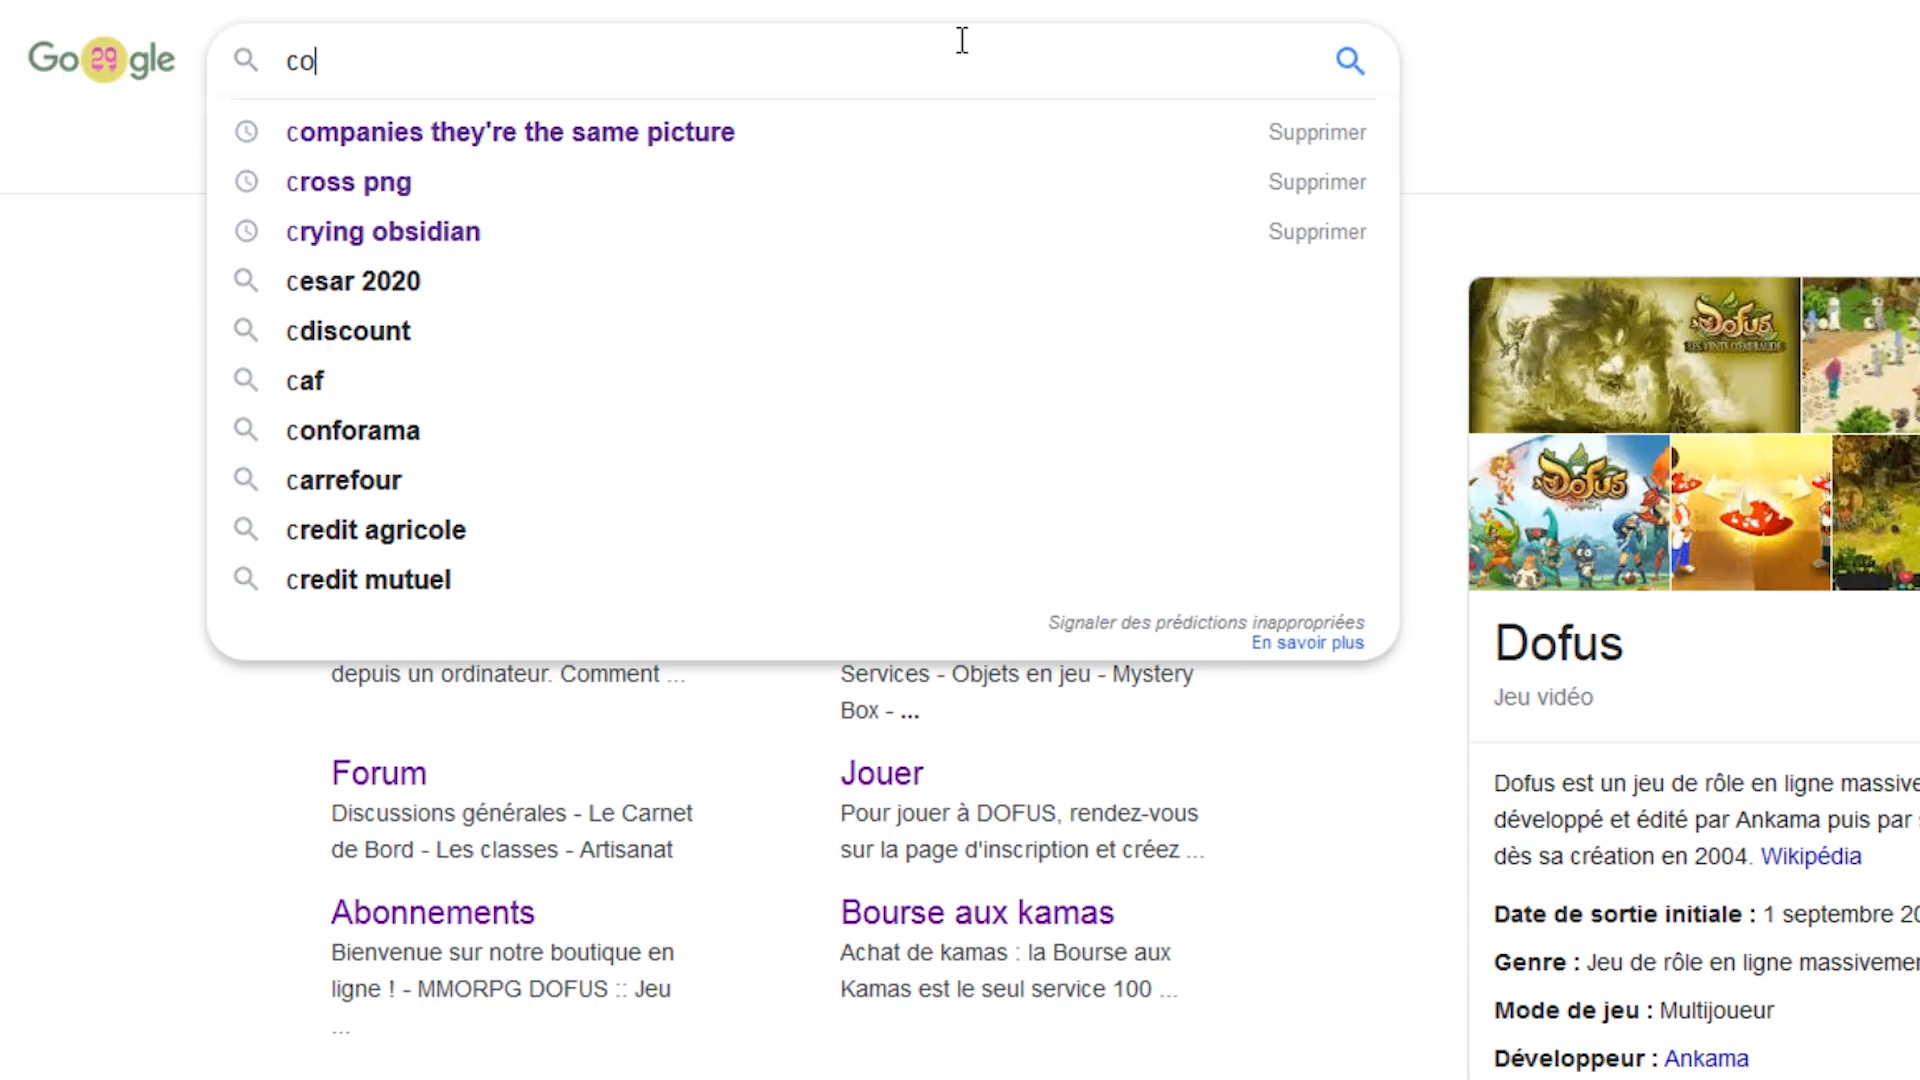 Go29gle
co
companies they're the same picture
Supprimer
cross png
Supprimer
crying obsidian
Supprimer
cesar 2020
cdiscount
caf
conforama
carrefour
credit agricole
credit mutuel
Signaler des prédictions inappropriées
En savoir plus
depuis un ordinateur. Comment ...
Services - Objets en jeu - Mystery
Box - ...
Forum
Discussions générales - Le Carnet
de Bord - Les classes - Artisanat
Jouer
Pour jouer à DOFUS, rendez-vous
sur la page d'inscription et créez ...
Abonnements
Bienvenue sur notre boutique en
ligne ! - MMORPG DOFUS :: Jeu
...
Bourse aux kamas
Achat de kamas : la Bourse aux
Kamas est le seul service 100 ...
Dofus
LES VENTS D'EMERAUDE
Dofus
Dofus
Jeu vidéo
Dofus est un jeu de rôle en ligne massive
développé et édité par Ankama puis par
dès sa création en 2004. Wikipédia
Date de sortie initiale : 1 septembre 20
Genre : Jeu de rôle en ligne massivemen
Mode de jeu : Multijoueur
Développeur : Ankama